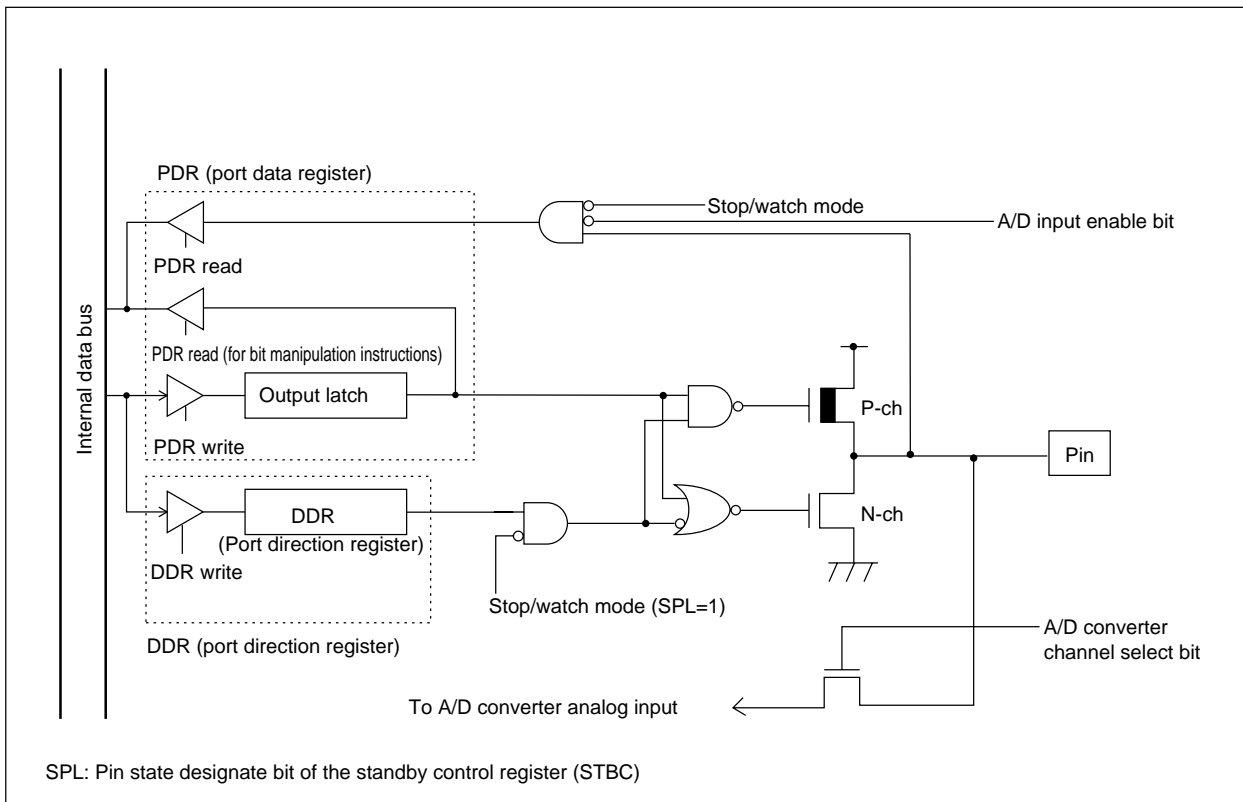 PDR (port data register)
Stop/watch mode
A/D input enable bit
PDR read
Internal data bus
PDR read (for bit manipulation instructions)
Output latch
P-ch
PDR write
Pin
DDR
N-ch
(Port direction register)
DDR write
Stop/watch mode (SPL=1)
DDR (port direction register)
A/D converter
channel select bit
To A/D converter analog input
SPL: Pin state designate bit of the standby control register (STBC)